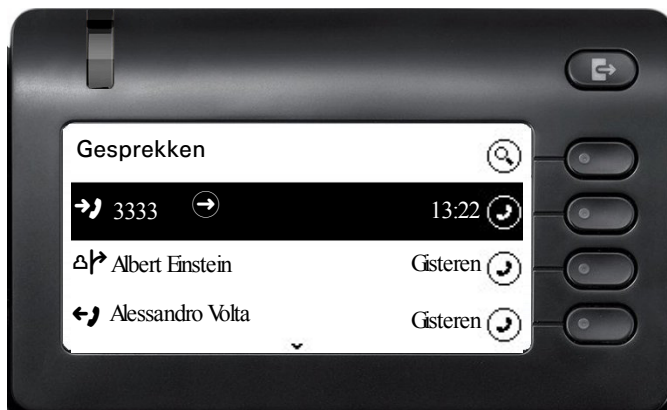 Gesprekken
3333 13:22
Albert Einstein Gisteren
Alessandro Volta Gisteren